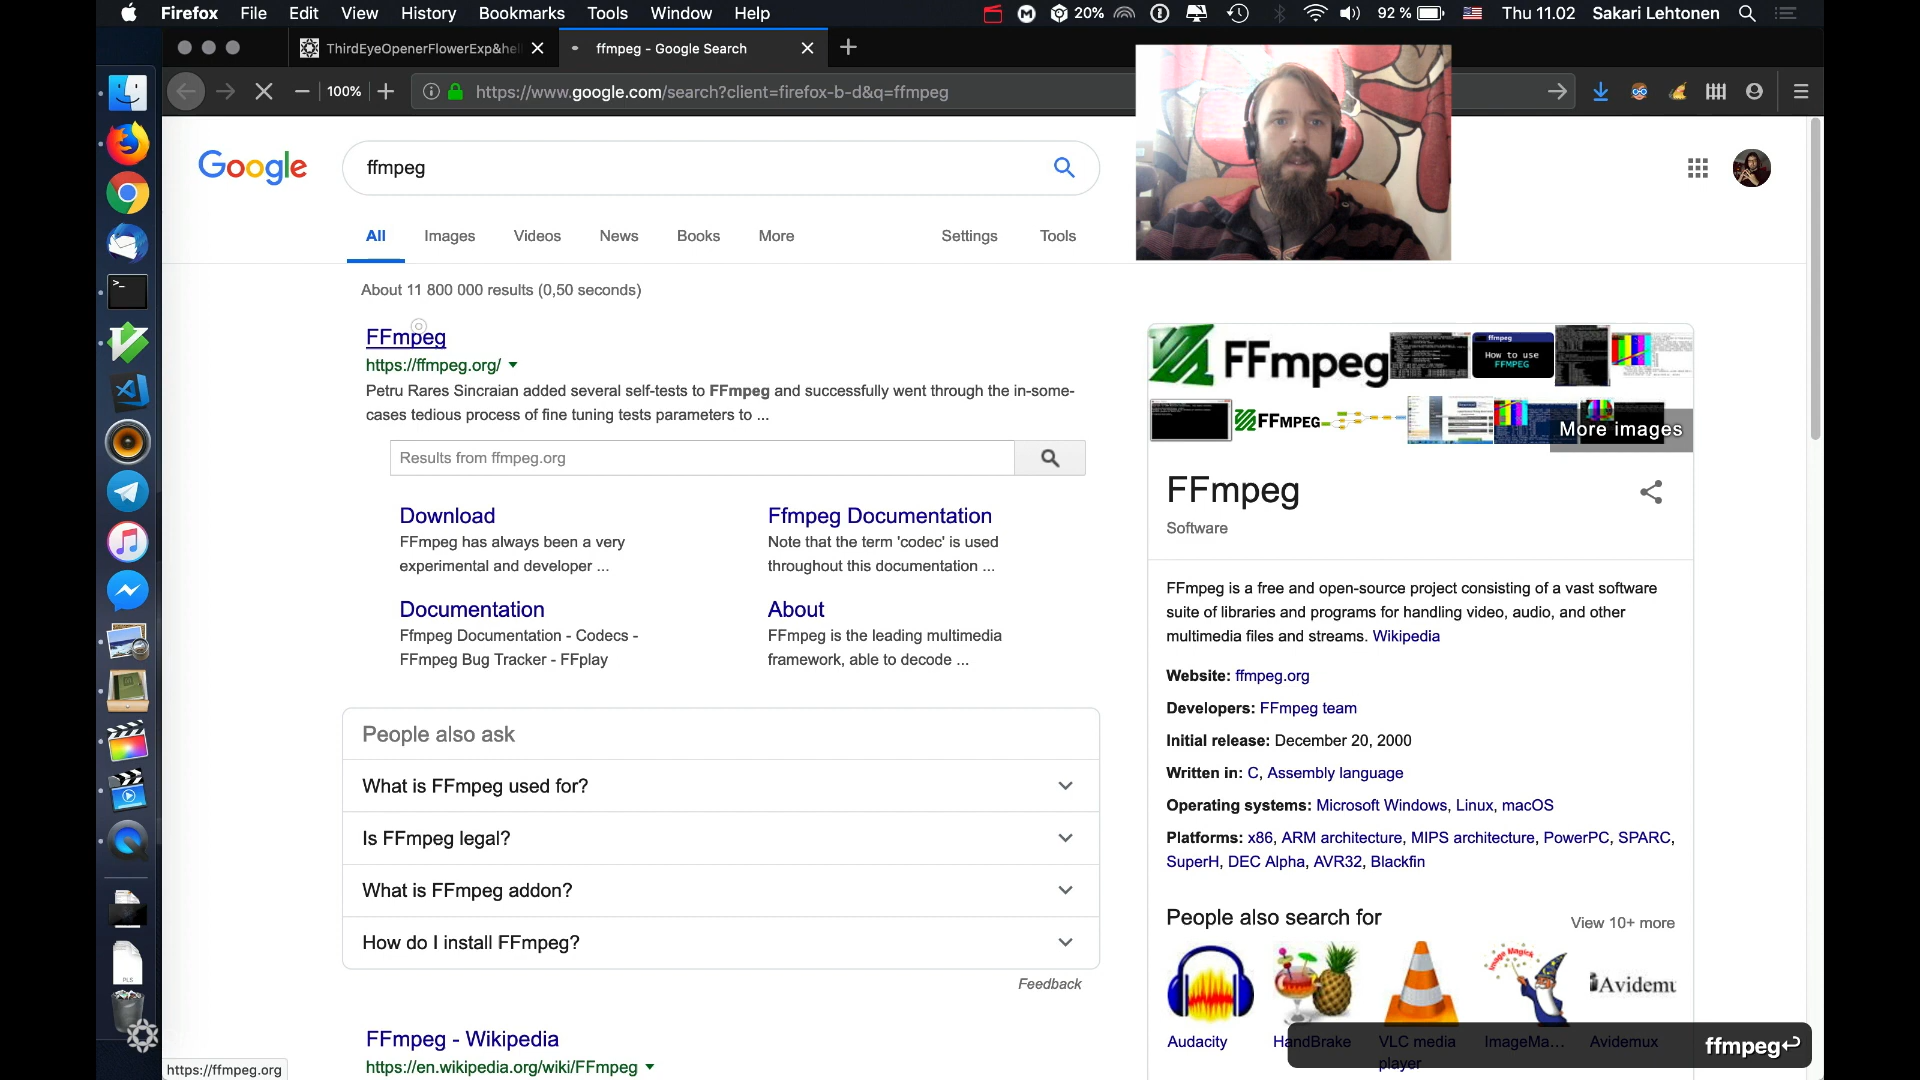 Firefox File Edit View History Bookmarks Tools Window Help 20% 92 % Thu 11.02 Sakari Lehtonen
ThirdEyeOpenerFlowerExp&hel
ffmpeg - Google Search
100%
https://www.google.com/search?client=firefox-b-d&q=ffmpeg
Google
ffmpeg
All Images Videos News Books More Settings Tools
About 11 800 000 results (0,50 seconds)
FFmpeg
https://ffmpeg.org/
Petru Rares Sincraian added several self-tests to FFmpeg and successfully went through the in-some-
cases tedious process of fine tuning tests parameters to ...
Results from ffmpeg.org
Download
FFmpeg has always been a very
experimental and developer ...
Ffmpeg Documentation
Note that the term 'codec' is used
throughout this documentation ...
Documentation
Ffmpeg Documentation - Codecs -
FFmpeg Bug Tracker - FFplay
About
FFmpeg is the leading multimedia
framework, able to decode ...
People also ask
What is FFmpeg used for?
Is FFmpeg legal?
What is FFmpeg addon?
How do I install FFmpeg?
Feedback
FFmpeg - Wikipedia
https://en.wikipedia.org/wiki/FFmpeg
https://ffmpeg.org
FFmpeg
ffmpeg
How to use
FFMPEG
FFMPEG
More images
FFmpeg
Software
FFmpeg is a free and open-source project consisting of a vast software
suite of libraries and programs for handling video, audio, and other
multimedia files and streams. Wikipedia
Website: ffmpeg.org
Developers: FFmpeg team
Initial release: December 20, 2000
Written in: C, Assembly language
Operating systems: Microsoft Windows, Linux, macOS
Platforms: x86, ARM architecture, MIPS architecture, PowerPC, SPARC,
SuperH, DEC Alpha, AVR32, Blackfin
People also search for
View 10+ more
Image Magick
Avidemu
Audacity
HandBrake
VLC media
player
ImageMa...
Avidemux
ffmpeg↩
PLS